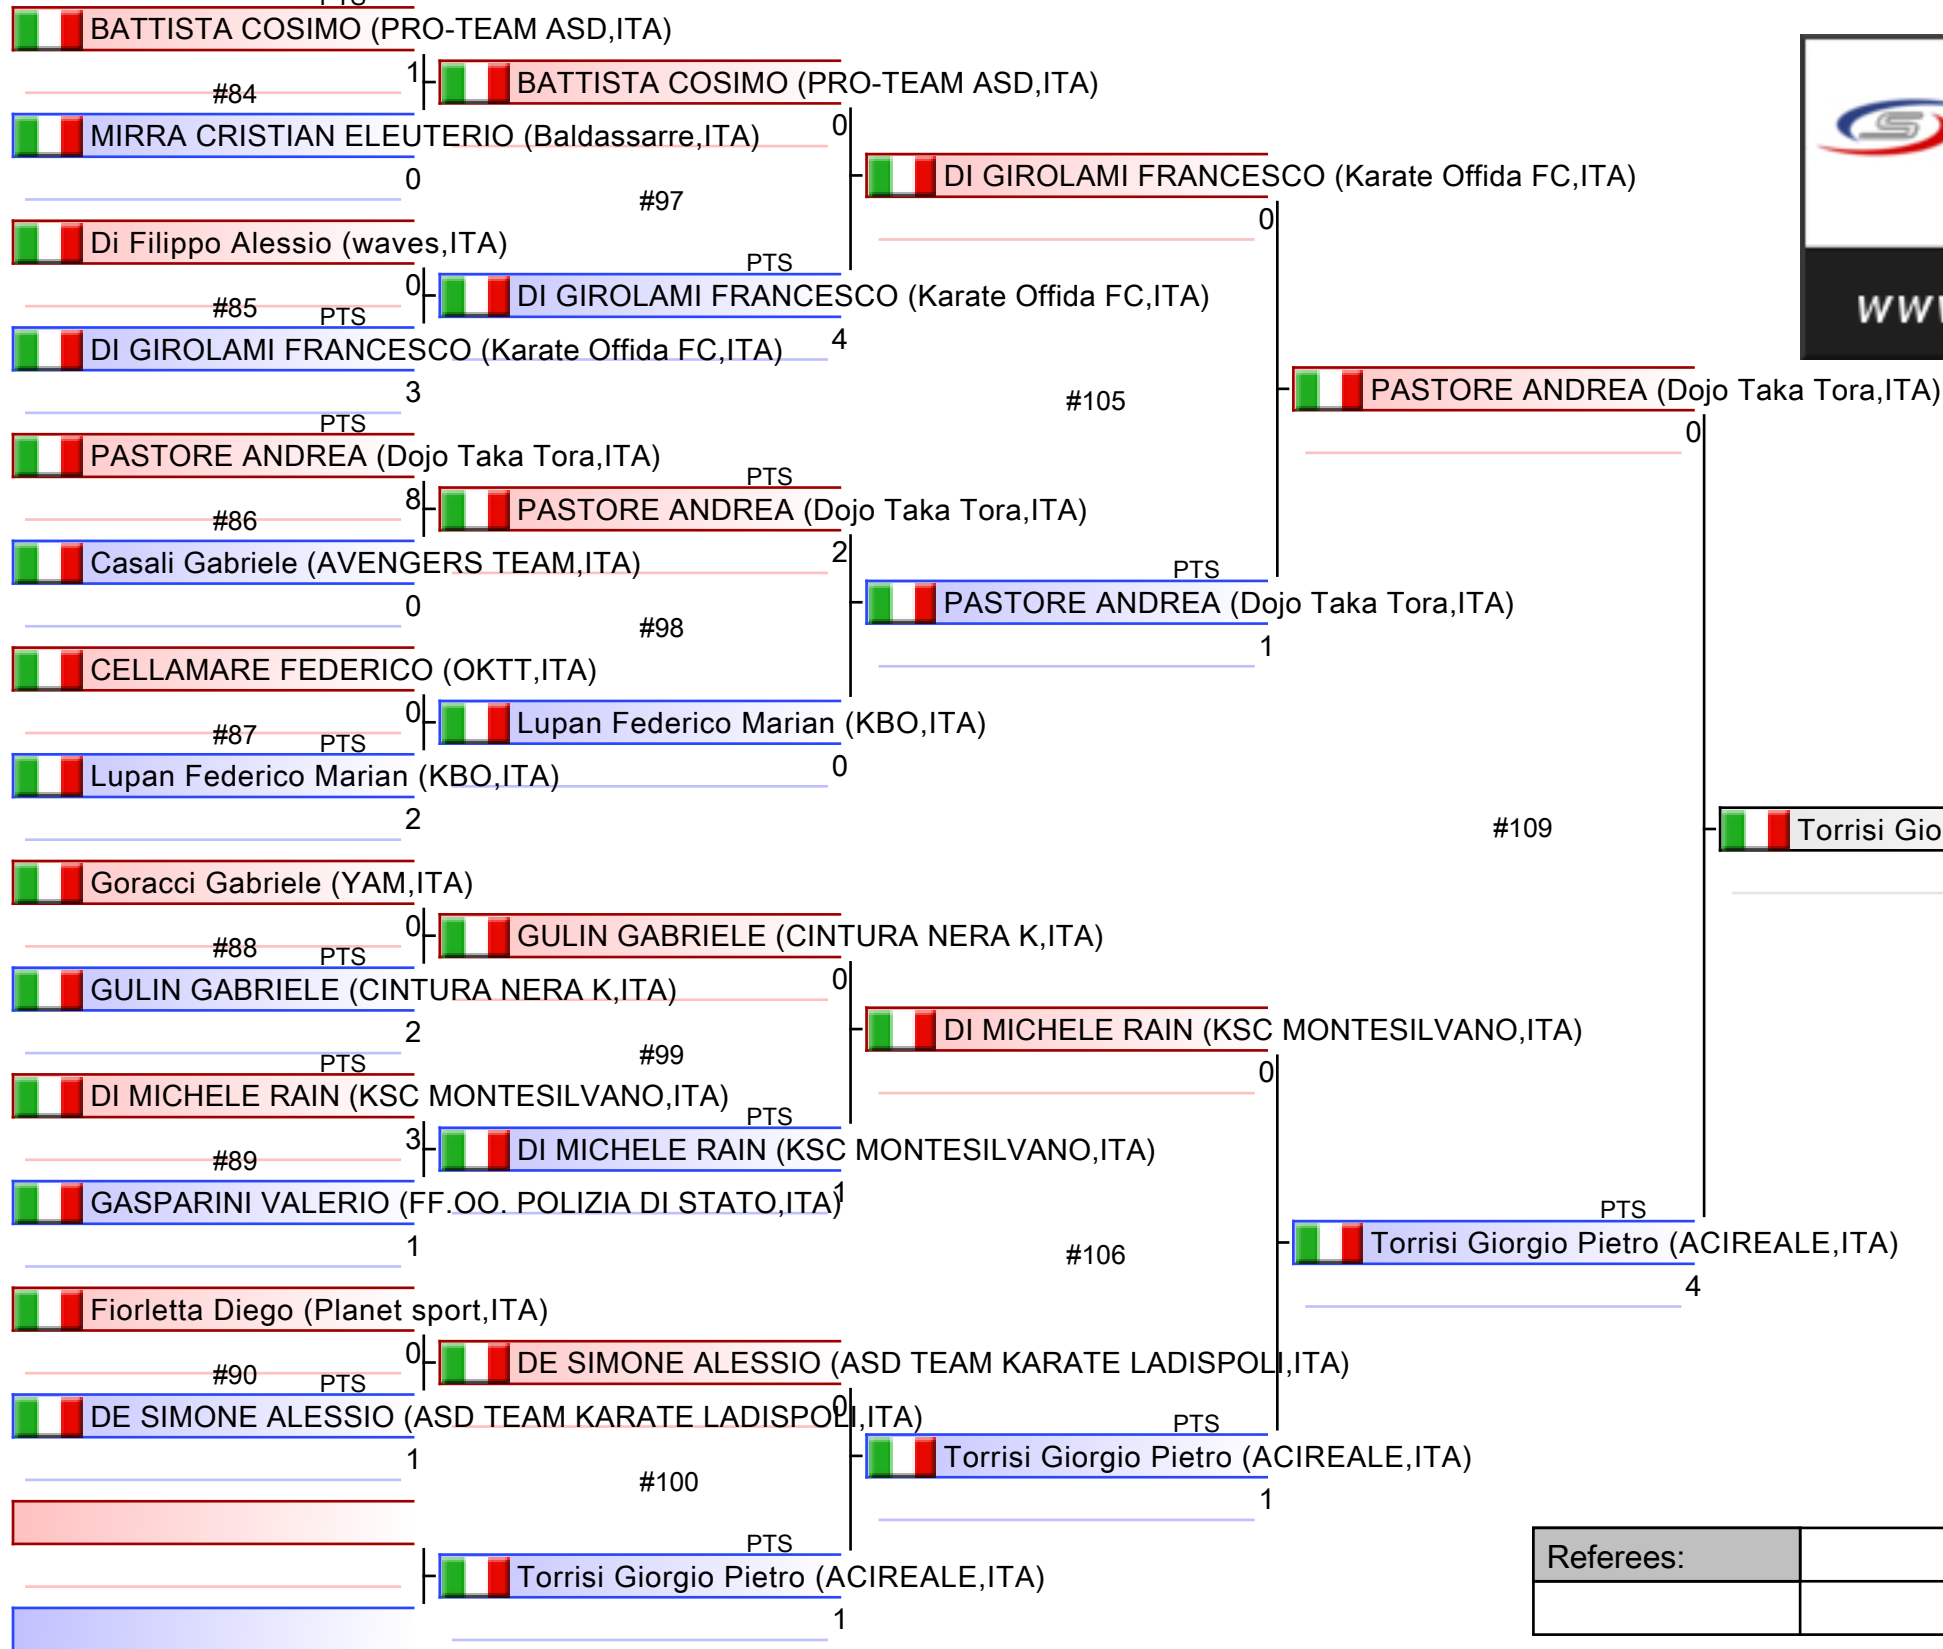 PTS
BATTISTA COSIMO (PRO-TEAM ASD,ITA)
1
#84
MIRRA CRISTIAN ELEUTERIO (Baldassarre,ITA)
0
Di Filippo Alessio (waves,ITA)
0
#85
PTS
DI GIROLAMI FRANCESCO (Karate Offida FC,ITA)
3
PTS
PASTORE ANDREA (Dojo Taka Tora,ITA)
8
#86
Casali Gabriele (AVENGERS TEAM,ITA)
0
CELLAMARE FEDERICO (OKTT,ITA)
0
#87
PTS
Lupan Federico Marian (KBO,ITA)
2
Goracci Gabriele (YAM,ITA)
0
#88
PTS
GULIN GABRIELE (CINTURA NERA K,ITA)
2
PTS
DI MICHELE RAIN (KSC MONTESILVANO,ITA)
3
#89
GASPARINI VALERIO (FF.OO. POLIZIA DI STATO,ITA)
1
Fiorletta Diego (Planet sport,ITA)
0
#90
PTS
DE SIMONE ALESSIO (ASD TEAM KARATE LADISPOLI,ITA)
1
BATTISTA COSIMO (PRO-TEAM ASD,ITA)
0
#97
PTS
DI GIROLAMI FRANCESCO (Karate Offida FC,ITA)
4
PTS
PASTORE ANDREA (Dojo Taka Tora,ITA)
2
#98
Lupan Federico Marian (KBO,ITA)
0
GULIN GABRIELE (CINTURA NERA K,ITA)
0
#99
PTS
DI MICHELE RAIN (KSC MONTESILVANO,ITA)
1
DE SIMONE ALESSIO (ASD TEAM KARATE LADISPOLI,ITA)
0
#100
PTS
Torrisi Giorgio Pietro (ACIREALE,ITA)
1
DI GIROLAMI FRANCESCO (Karate Offida FC,ITA)
0
#105
PTS
PASTORE ANDREA (Dojo Taka Tora,ITA)
1
DI MICHELE RAIN (KSC MONTESILVANO,ITA)
0
#106
PTS
Torrisi Giorgio Pietro (ACIREALE,ITA)
1
PASTORE ANDREA (Dojo Taka Tora,ITA)
0
#109
PTS
Torrisi Giorgio Pietro (ACIREALE,ITA)
4
Torrisi Gio
S
Referees: